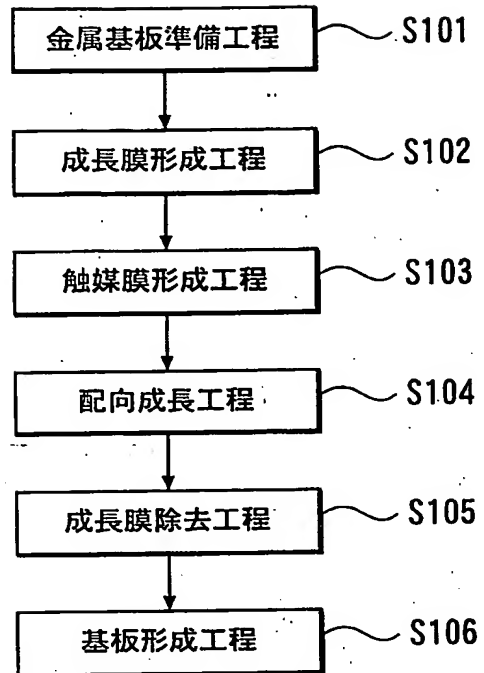 金属基板準備工程 S101
成長膜形成工程 S102
触媒膜形成工程 S103
配向成長工程 S104
成長膜除去工程 S105
基板形成工程 S106